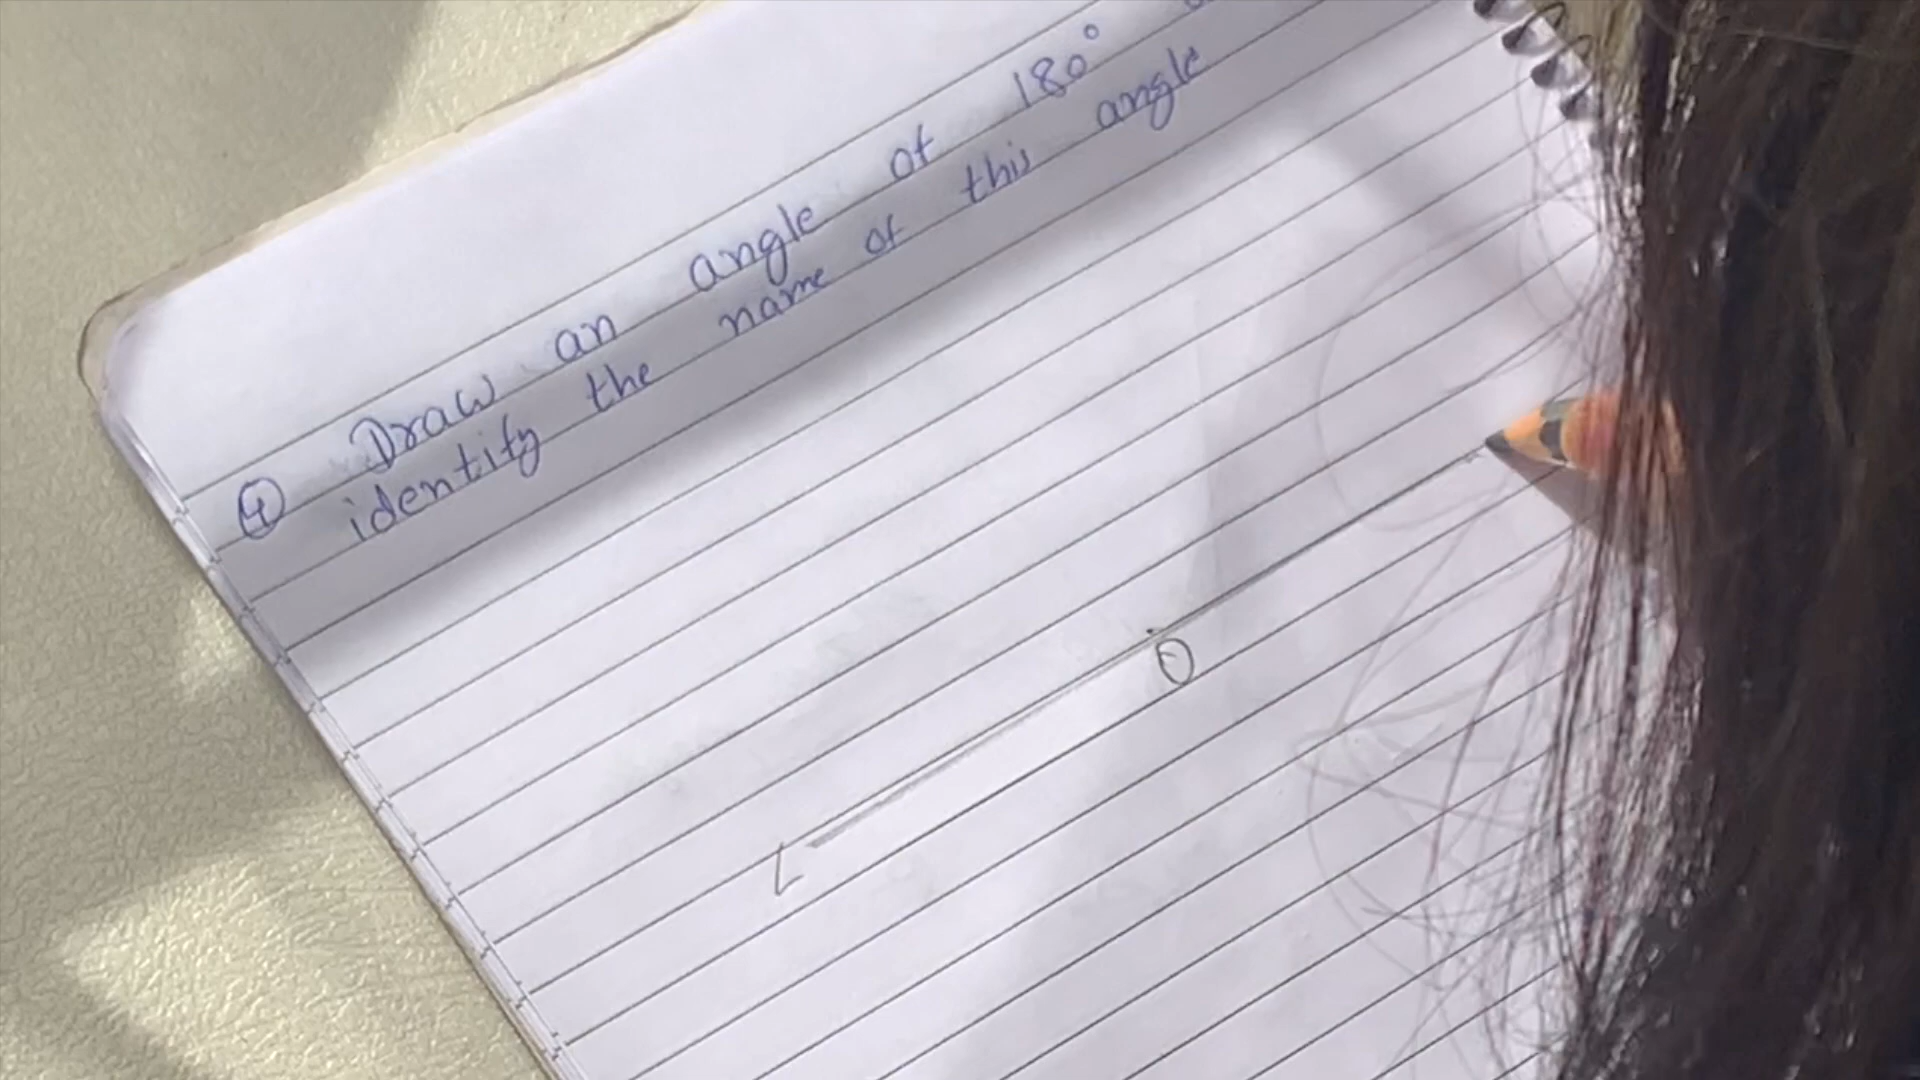 ④ Draw an angle of 180°
identify the name of this angle
O
L